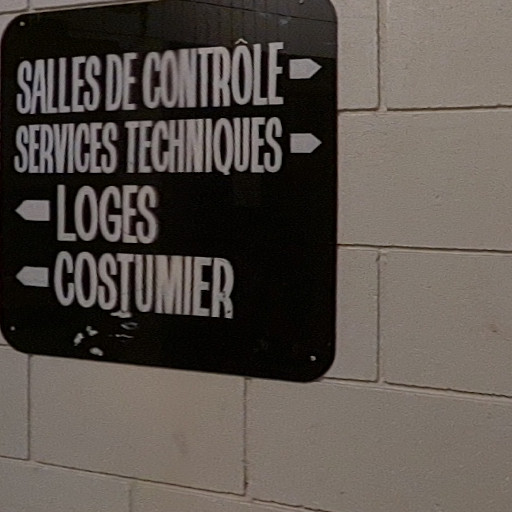 SALLES DE CONTRÔLE
SERVICES TECHNIQUES
LOGES
COSTUMIER